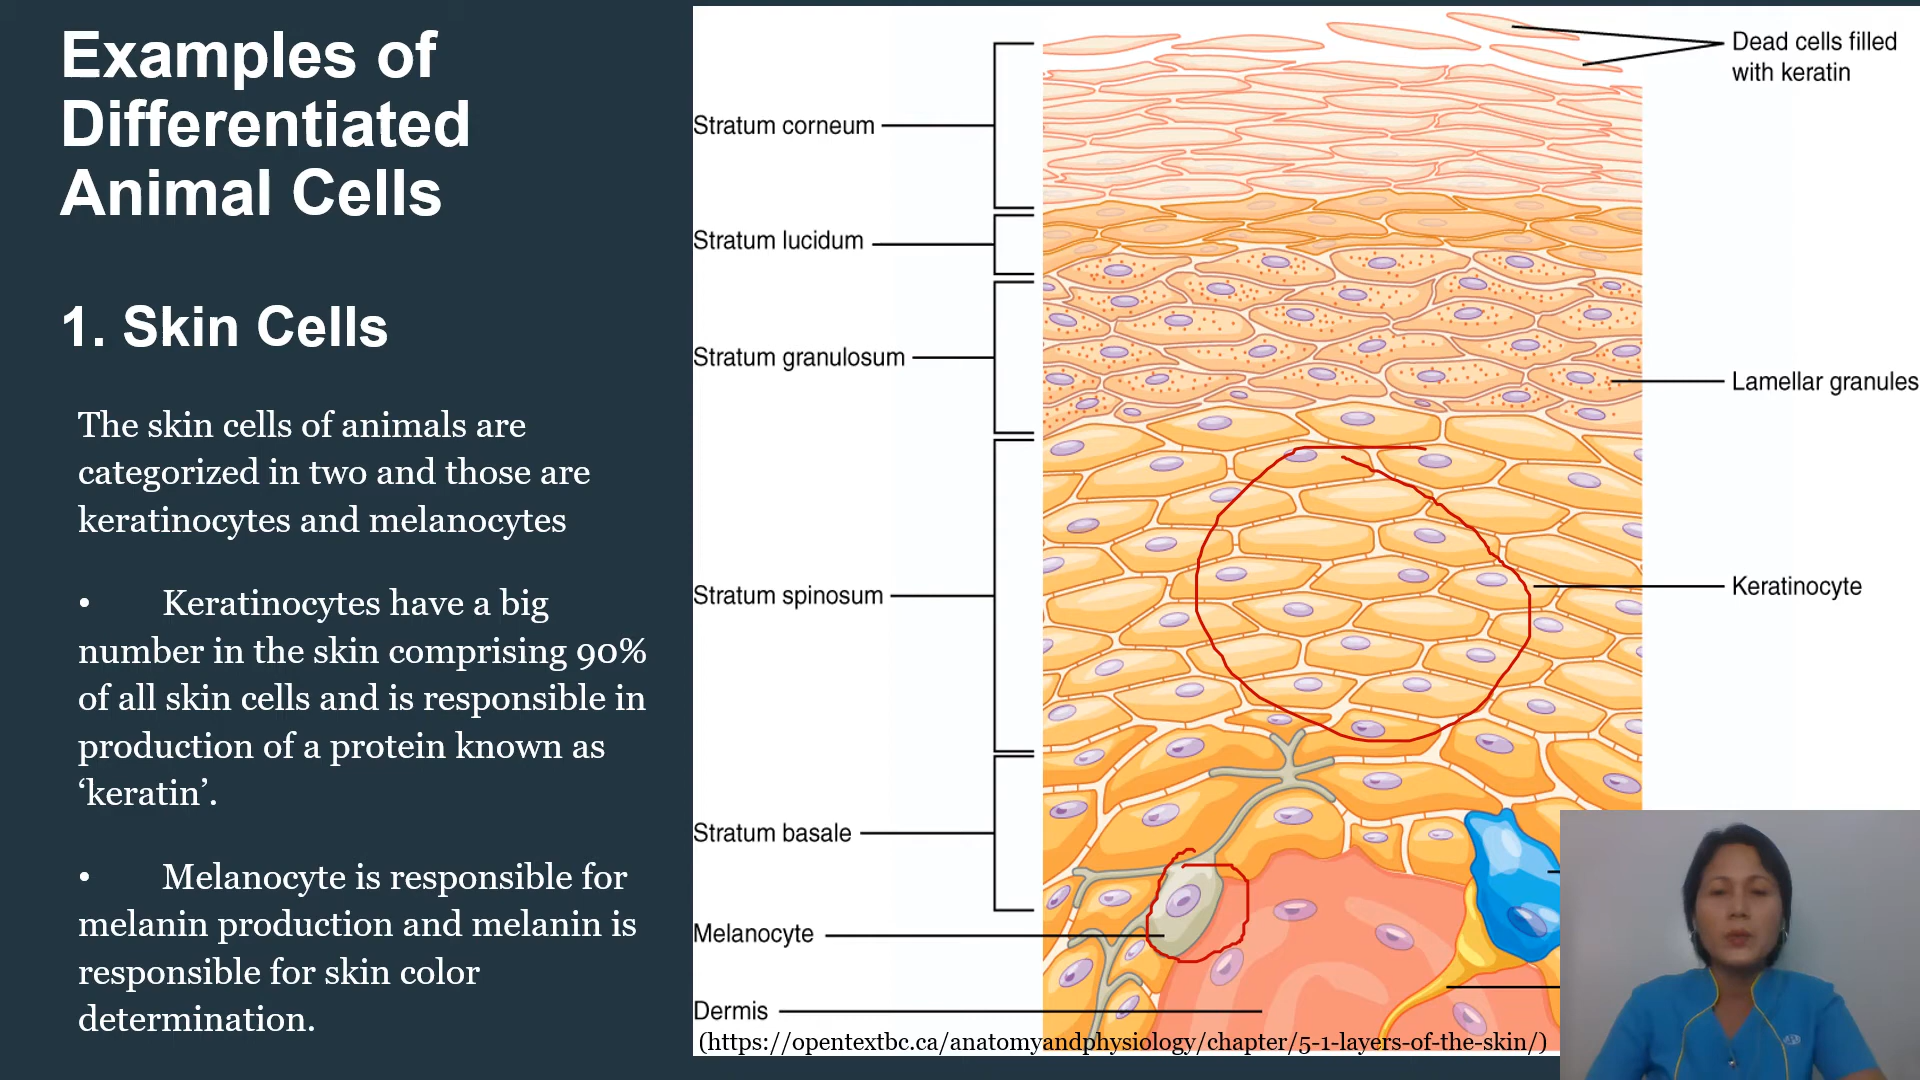 Examples of
Differentiated
Animal Cells
1. Skin Cells
The skin cells of animals are
categorized in two and those are
keratinocytes and melanocytes
• Keratinocytes have a big
number in the skin comprising 90%
of all skin cells and is responsible in
production of a protein known as
‘keratin’.
• Melanocyte is responsible for
melanin production and melanin is
responsible for skin color
determination.
Stratum corneum
Stratum lucidum
Stratum granulosum
Stratum spinosum
Stratum basale
Melanocyte
Dermis
Dead cells filled
with keratin
Lamellar granules
Keratinocyte
(https://opentextbc.ca/anatomyandphysiology/chapter/5-1-layers-of-the-skin/)